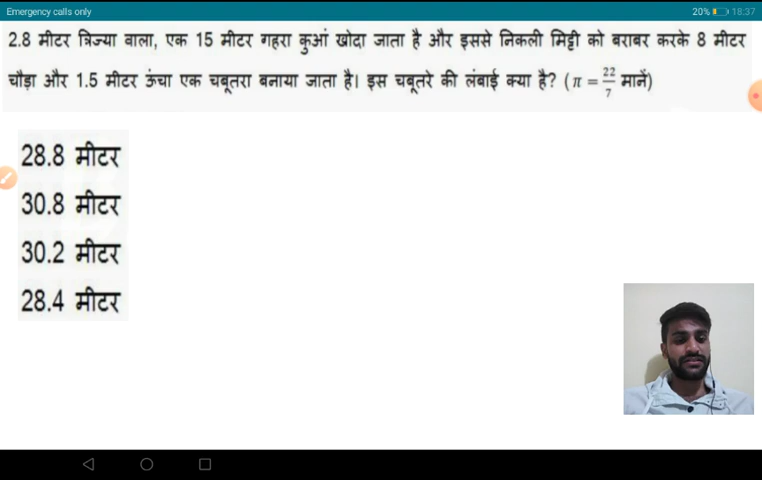 Emergency calls only 20% 18:37
2.8 मीटर त्रिज्या वाला, एक 15 मीटर गहरा कुआं खोदा जाता है और इससे निकली मिट्टी को बराबर करके 8 मीटर
चौड़ा और 1.5 मीटर ऊंचा एक चबूतरा बनाया जाता है। इस चबूतरे की लंबाई क्या है? (π = 22/7 मानें)
28.8 मीटर
30.8 मीटर
30.2 मीटर
28.4 मीटर